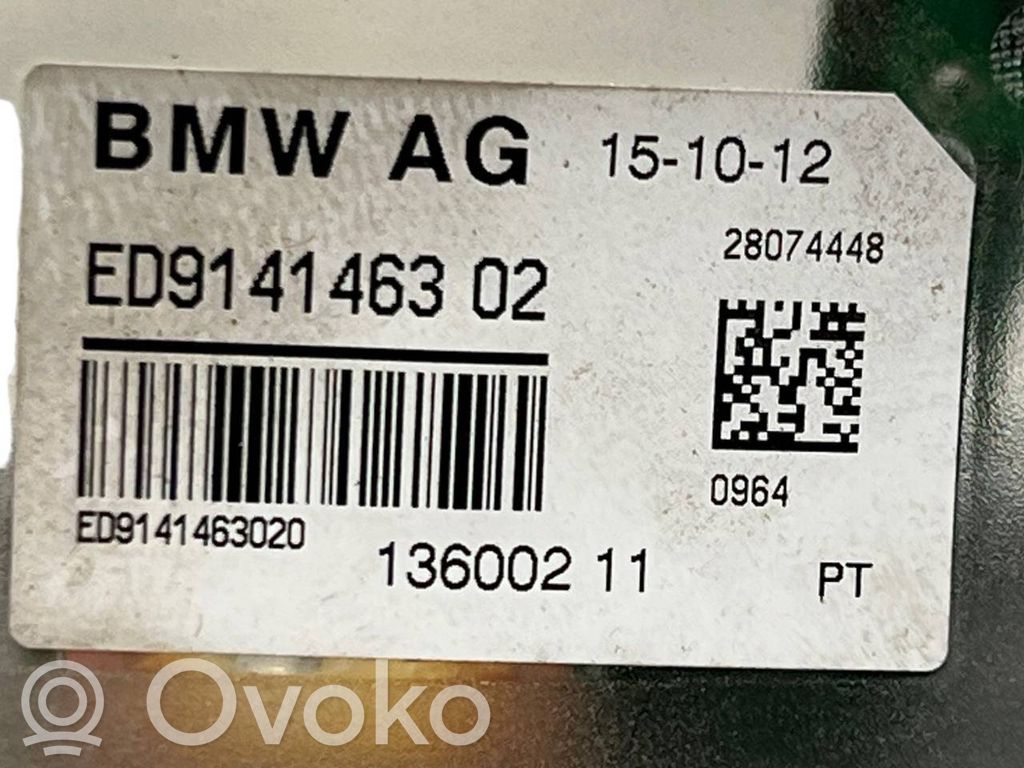 BMW AG 15-10-12
28074448
ED9141463 02
0964
ED9141463020
136002 11 PT
Ovoko